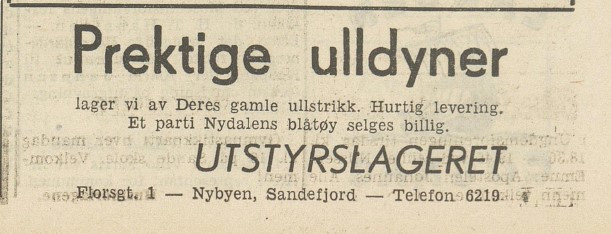 Prektige ulldyner
lager vi av Deres gamle ullstrikk. Hurtig levering.
Et parti Nydalens blåtøy selges billig.
UTSTYRSLAGERET
Florsgt. 1 — Nybyen, Sandefjord — Telefon 6219.